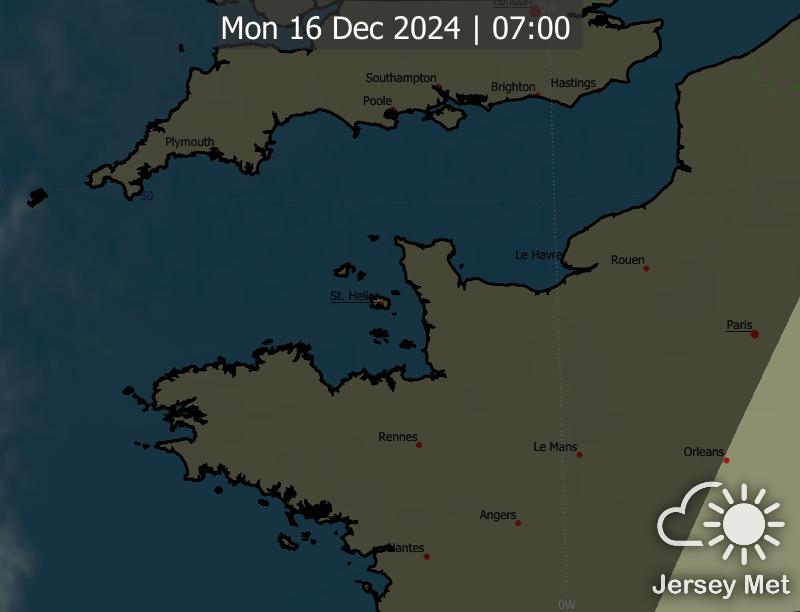 London
0W
Mon 16 Dec 2024 | 07:00
Southampton
Brighton
Hastings
Poole
Plymouth
50
Le Havre
Rouen
St. Helier
Paris
Rennes
Le Mans
Orleans
Angers
Nantes
0W
Jersey Met